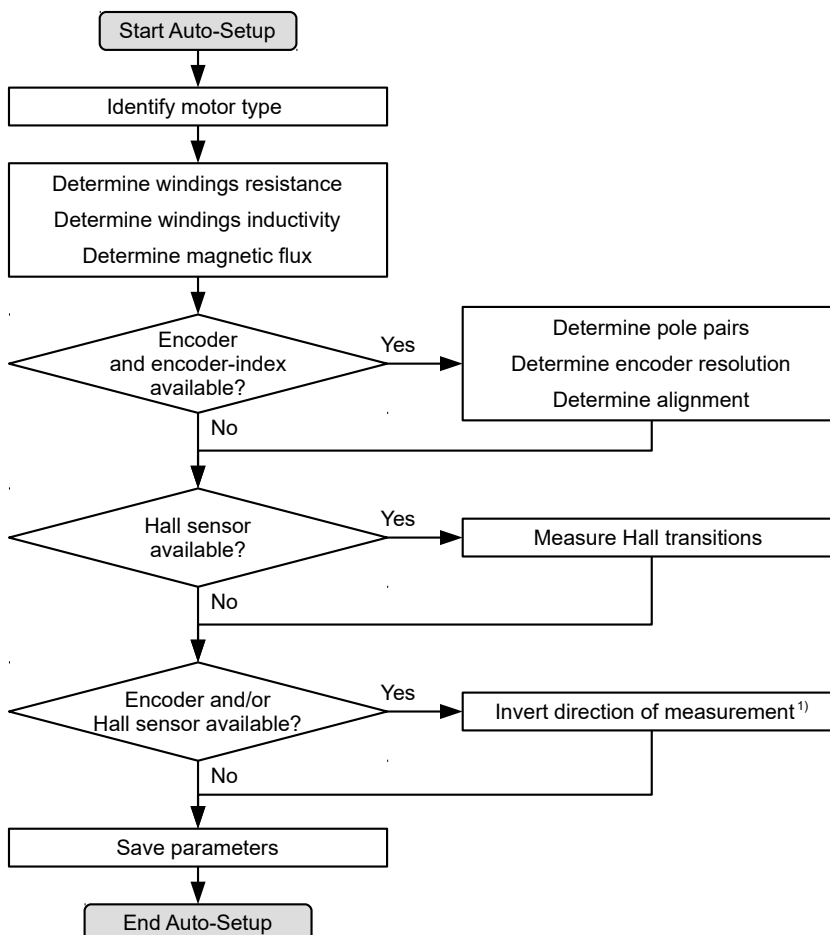 Start Auto-Setup
Identify motor type
Determine windings resistance
Determine windings inductivity
Determine magnetic flux
Encoder
and encoder-index
available?
Yes
Determine pole pairs
Determine encoder resolution
Determine alignment
No
Hall sensor
available?
Yes
Measure Hall transitions
No
Encoder and/or
Hall sensor available?
Yes
Invert direction of measurement 1)
No
Save parameters
End Auto-Setup